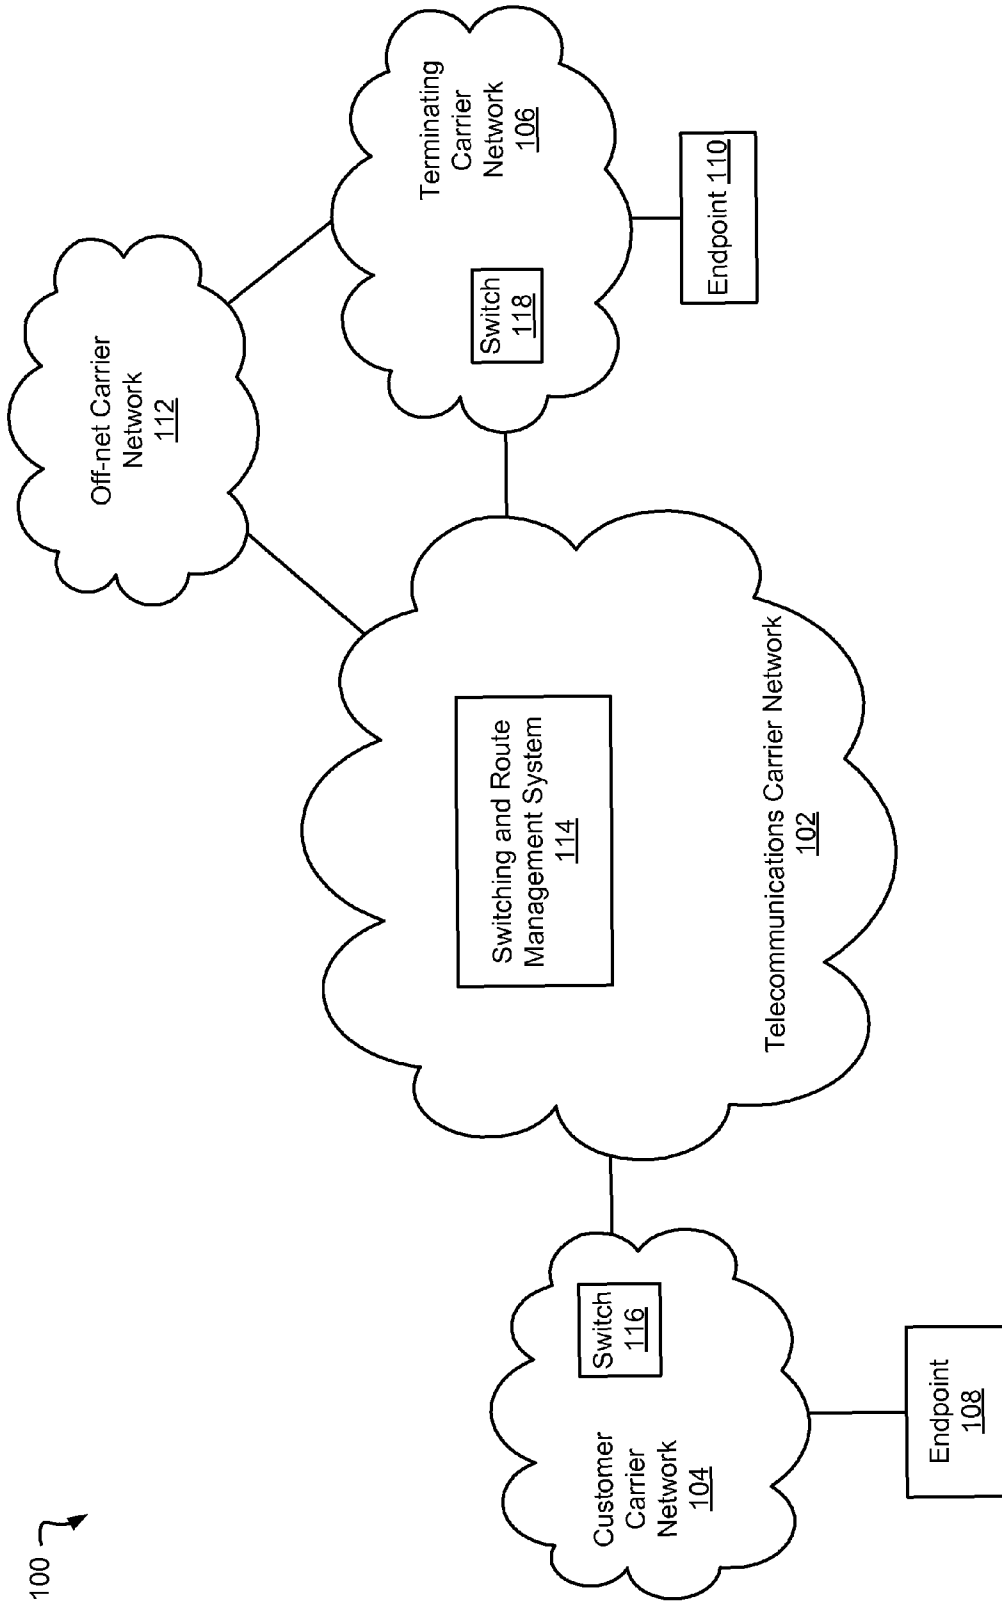 100
Off-net Carrier
Network
112
Terminating
Carrier
Network
106
Switch
118
Endpoint 110
Switching and Route
Management System
114
Telecommunications Carrier Network
102
Customer
Carrier
Network
104
Switch
116
Endpoint
108